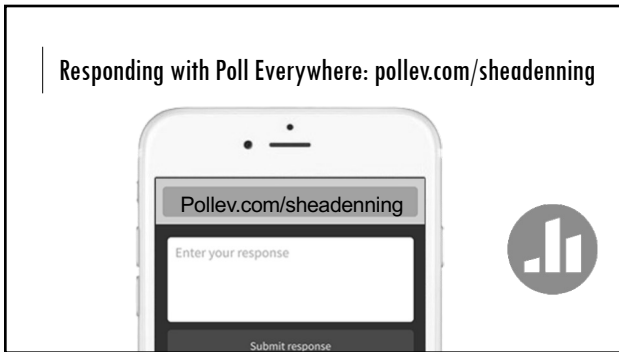 Responding with Poll Everywhere: pollev.com/sheadenning
Pollev.com/sheadenning
Enter your response
Submit response